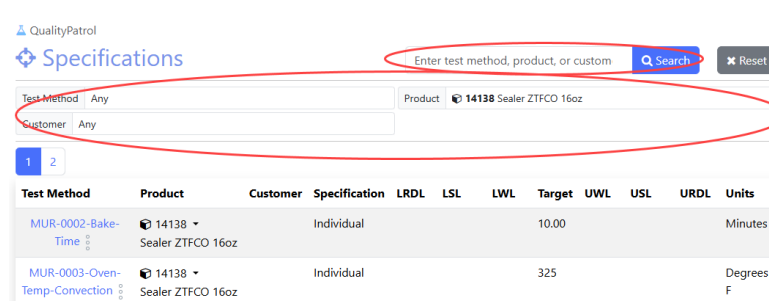 QualityPatrol
Specifications
Enter test method, product, or custom
Search
Reset
Test Method Any
Product 14138 Sealer ZTFCO 16oz
Customer Any
1 2
Test Method Product Customer Specification LRDL LSL LWL Target UWL USL URDL Units
MUR-0002-Bake-Time 14138 Individual 10.00 Minutes
Sealer ZTFCO 16oz
MUR-0003-Oven-Temp-Convection 14138 Individual 325 Degrees F
Sealer ZTFCO 16oz